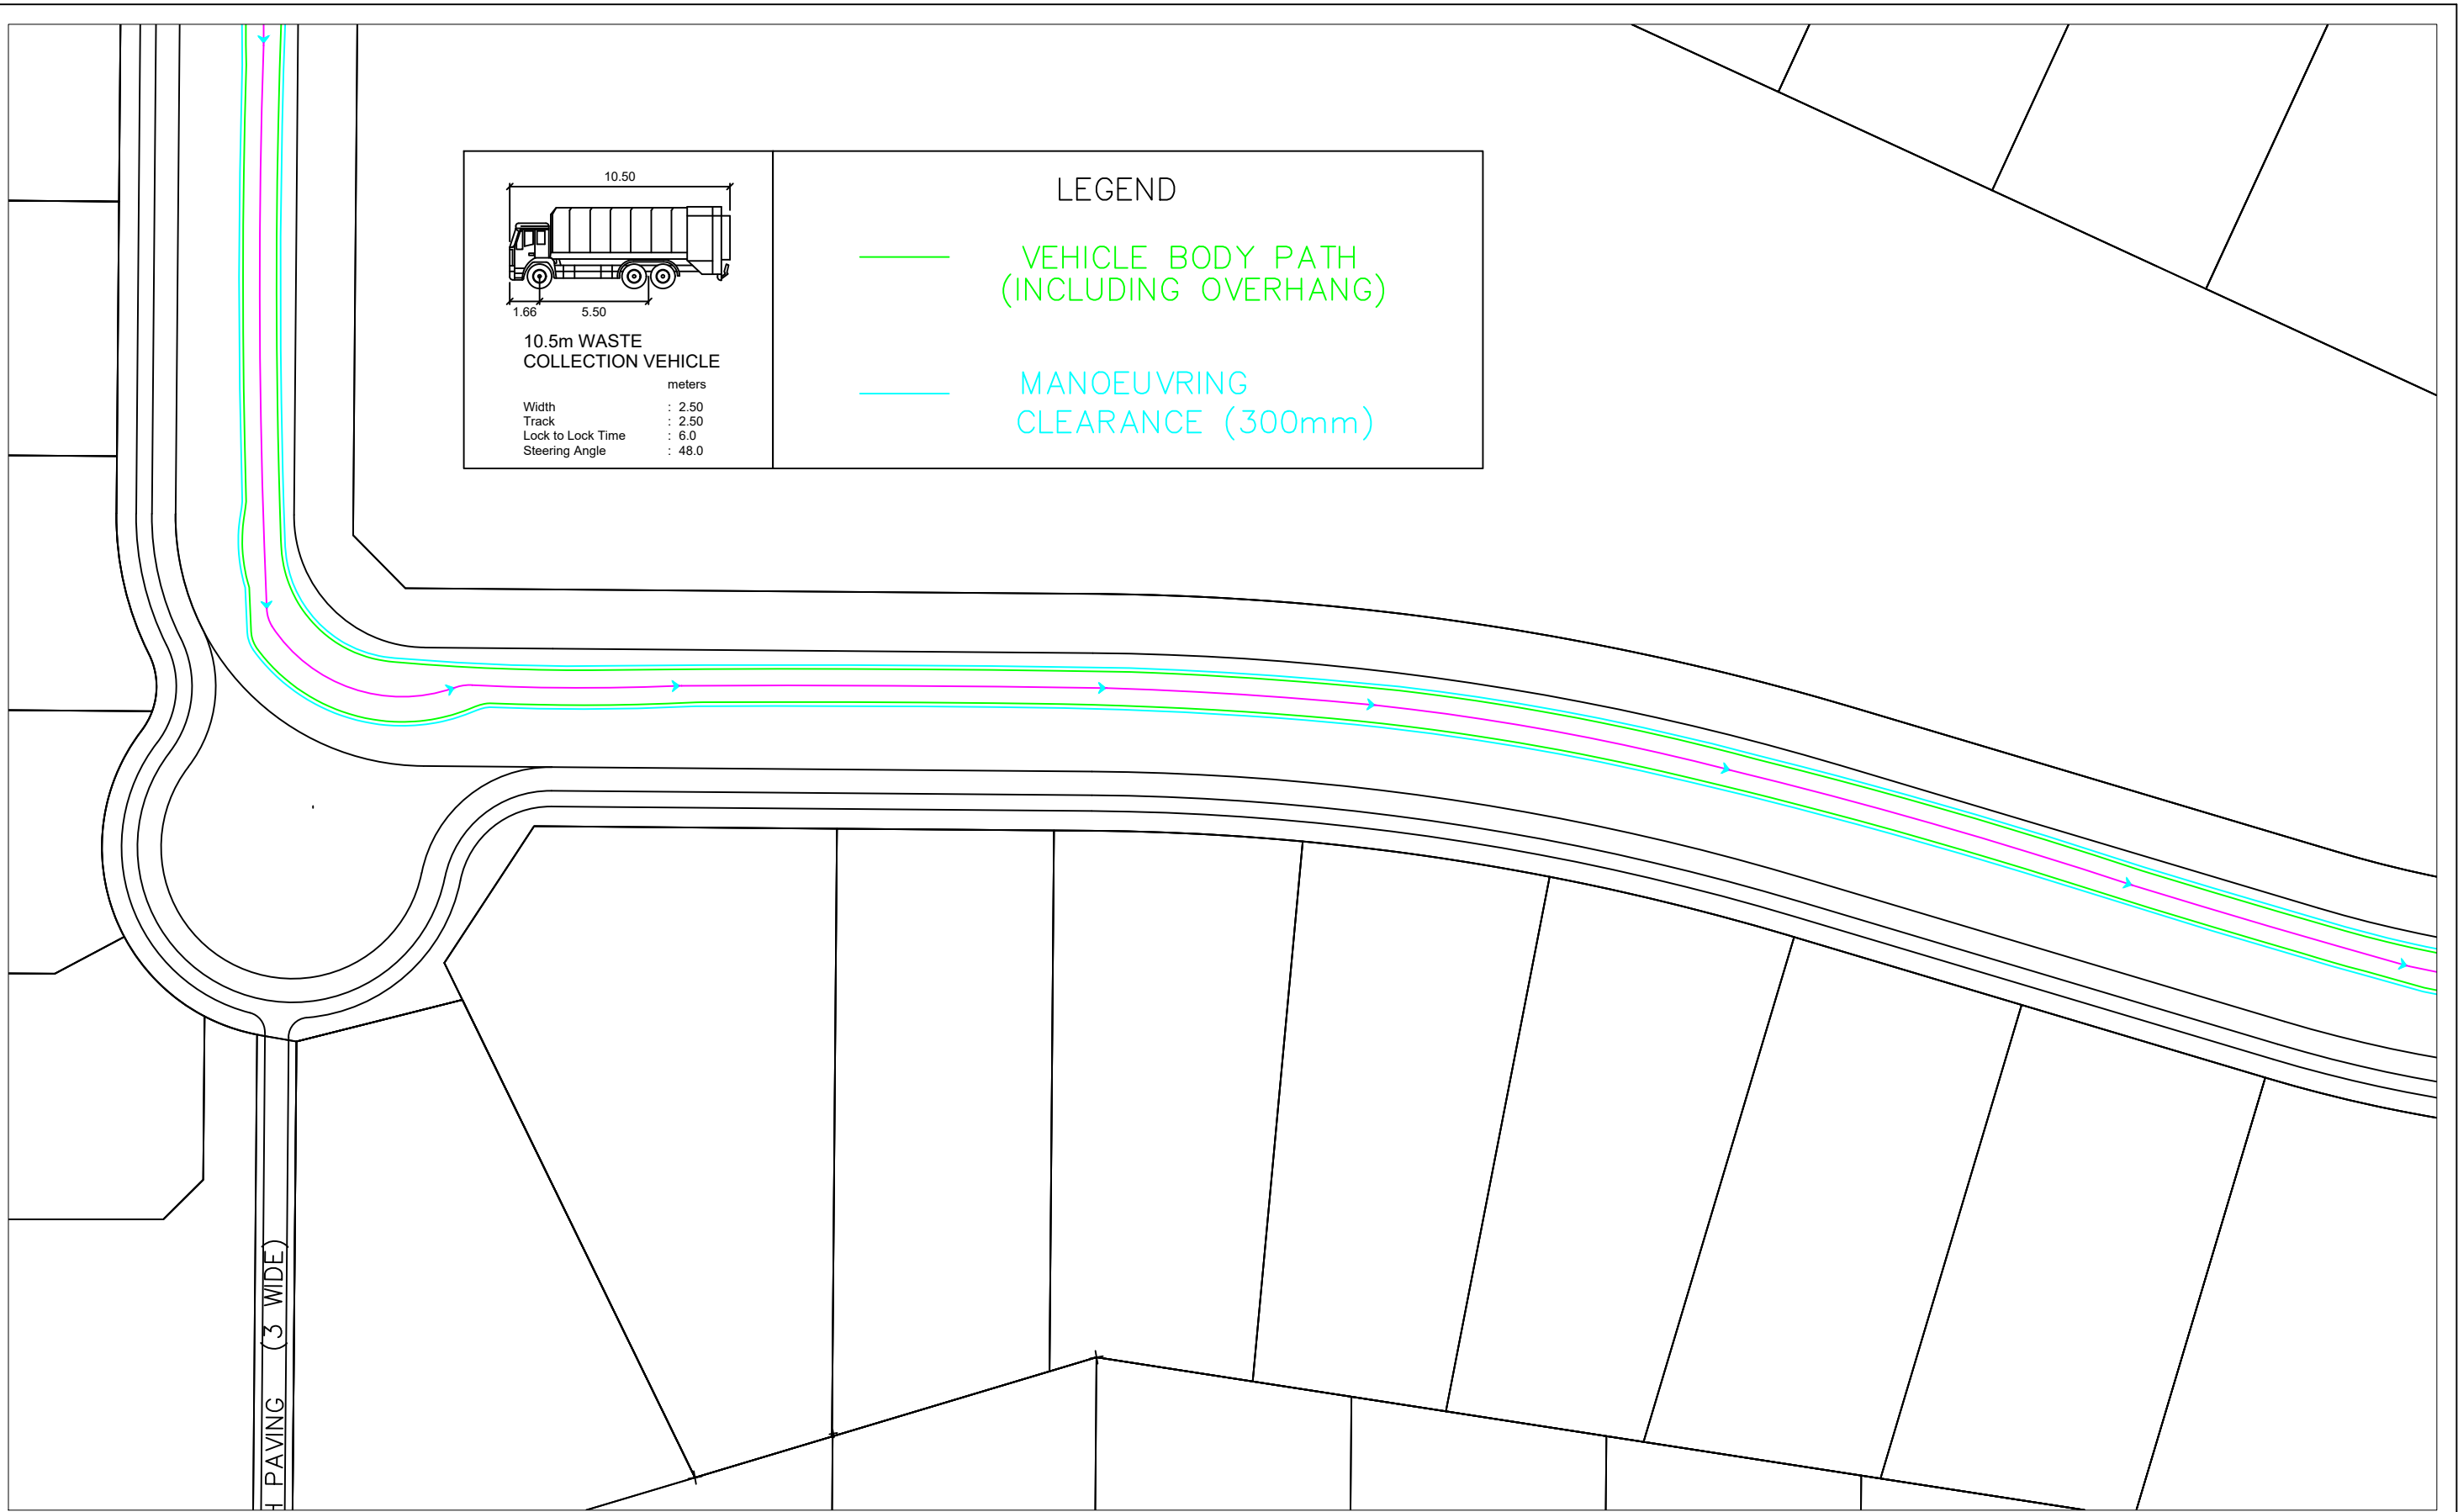 10.50
1.66 5.50
10.5m WASTE
COLLECTION VEHICLE
meters
Width : 2.50
Track : 2.50
Lock to Lock Time : 6.0
Steering Angle : 48.0
LEGEND
VEHICLE BODY PATH
(INCLUDING OVERHANG)
MANOEUVRING
CLEARANCE (300mm)
PAVING (3 WIDE)